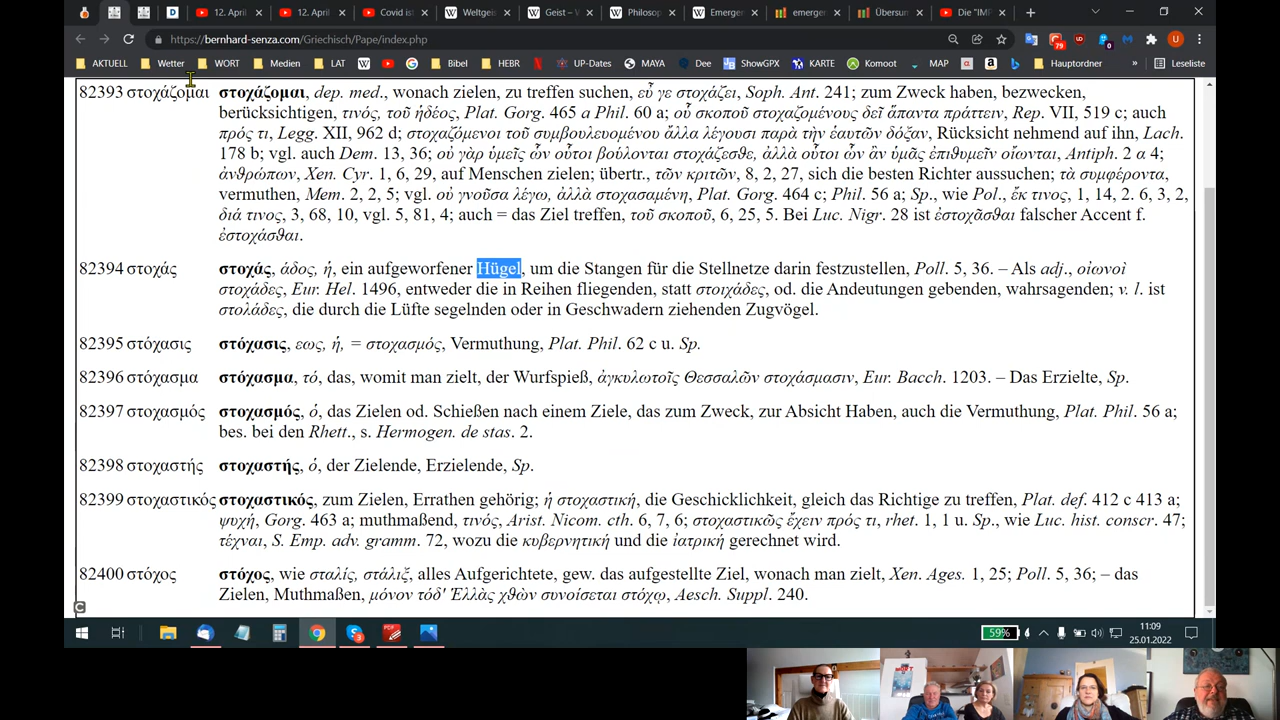 12. April
12. April
Covid ist
Weltges
Geist – V
Philosop
Emerger
emerger
Übersun
Die "IMP
https://bernhard-senza.com/Griechisch/Pape/index.php
AKTUELL Wetter WORT Medien LAT Bibel HEBR UP-Dates MAYA Dee ShowGPX KARTE Komoot MAP Hauptordner Leseliste
82393 στοχάζομαι στοχάζομαι, dep. med., wonach zielen, zu treffen suchen, εὖ γε στοχάζει, Soph. Ant. 241; zum Zweck haben, bezwecken,
berücksichtigen, τινός, τοῦ ἡδέος, Plat. Gorg. 465 a Phil. 60 a; οὗ σκοποῦ στοχαζομένους δεῖ ἅπαντα πράττειν, Rep. VII, 519 c; auch
πρός τι, Legg. XII, 962 d; στοχαζόμενοι τοῦ συμβουλευομένου ἄλλα λέγουσι παρὰ τὴν ἑαυτῶν δόξαν, Rücksicht nehmend auf ihn, Lach.
178 b; vgl. auch Dem. 13, 36; οὐ γὰρ ὑμεῖς ὧν οὗτοι βούλονται στοχάζεσθε, ἀλλὰ οὗτοι ὧν ἂν ὑμᾶς ἐπιθυμεῖν οἴωνται, Antiph. 2 α 4;
ἀνθρώπων, Xen. Cyr. 1, 6, 29, auf Menschen zielen; übertr., τῶν κριτῶν, 8, 2, 27, sich die besten Richter aussuchen; τὰ συμφέροντα,
vermuthen, Mem. 2, 2, 5; vgl. οὐ γνοῦσα λέγω, ἀλλὰ στοχασαμένη, Plat. Gorg. 464 c; Phil. 56 a; Sp., wie Pol., ἔκ τινος, 1, 14, 2. 6, 3, 2,
διά τινος, 3, 68, 10, vgl. 5, 81, 4; auch = das Ziel treffen, τοῦ σκοποῦ, 6, 25, 5. Bei Luc. Nigr. 28 ist ἐστοχᾶσθαι falscher Accent f.
ἐστοχάσθαι.
82394 στοχάς στοχάς, άδος, ἡ, ein aufgeworfener Hügel, um die Stangen für die Stellnetze darin festzustellen, Poll. 5, 36. – Als adj., οἰωνοὶ
στοχάδες, Eur. Hel. 1496, entweder die in Reihen fliegenden, statt στοιχάδες, od. die Andeutungen gebenden, wahrsagenden; v. l. ist
στολάδες, die durch die Lüfte segelnden oder in Geschwadern ziehenden Zugvögel.
82395 στόχασις στόχασις, εως, ἡ, = στοχασμός, Vermuthung, Plat. Phil. 62 c u. Sp.
82396 στόχασμα στόχασμα, τό, das, womit man zielt, der Wurfspieß, ἀγκυλωτοῖς Θεσσαλῶν στοχάσμασιν, Eur. Bacch. 1203. – Das Erzielte, Sp.
82397 στοχασμός στοχασμός, ὁ, das Zielen od. Schießen nach einem Ziele, das zum Zweck, zur Absicht Haben, auch die Vermuthung, Plat. Phil. 56 a;
bes. bei den Rhett., s. Hermogen. de stas. 2.
82398 στοχαστής στοχαστής, ὁ, der Zielende, Erzielende, Sp.
82399 στοχαστικός στοχαστικός, zum Zielen, Errathen gehörig; ἡ στοχαστική, die Geschicklichkeit, gleich das Richtige zu treffen, Plat. def. 412 c 413 a;
ψυχή, Gorg. 463 a; muthmaßend, τινός, Arist. Nicom. cth. 6, 7, 6; στοχαστικῶς ἔχειν πρός τι, rhet. 1, 1 u. Sp., wie Luc. hist. conscr. 47;
τέχναι, S. Emp. adv. gramm. 72, wozu die κυβερνητική und die ἰατρική gerechnet wird.
82400 στόχος στόχος, wie σταλίς, στάλιξ, alles Aufgerichtete, gew. das aufgestellte Ziel, wonach man zielt, Xen. Ages. 1, 25; Poll. 5, 36; – das
Zielen, Muthmaßen, μόνον τόδ' Ἑλλὰς χθὼν συνοίσεται στόχῳ, Aesch. Suppl. 240.
59%
11:09
25.01.2022